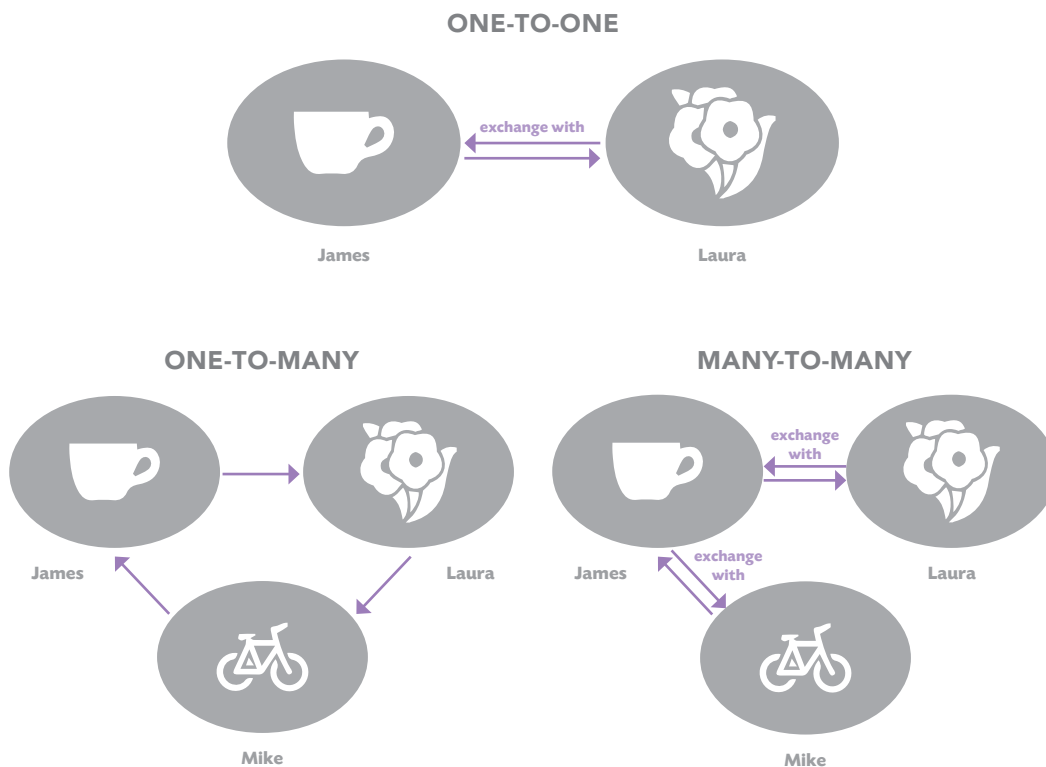 ONE-TO-ONE
exchange with
James
Laura
ONE-TO-MANY
James
Laura
Mike
MANY-TO-MANY
exchange
with
James
exchange
with
Laura
Mike